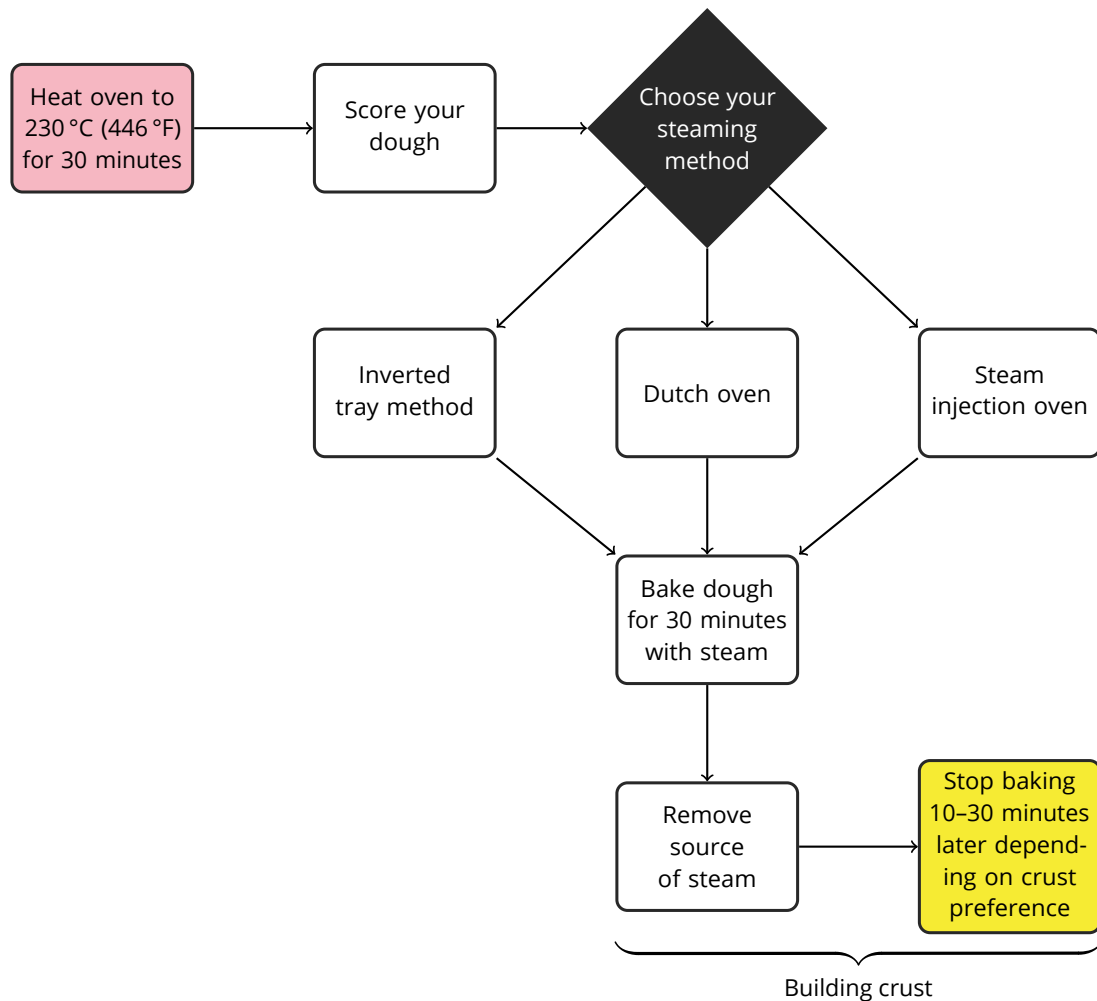 Heat oven to
230 °C (446 °F)
for 30 minutes
Score your
dough
Choose your
steaming
method
Inverted
tray method
Dutch oven
Steam
injection oven
Bake dough
for 30 minutes
with steam
Remove
source
of steam
Stop baking
10–30 minutes
later depend-
ing on crust
preference
Building crust